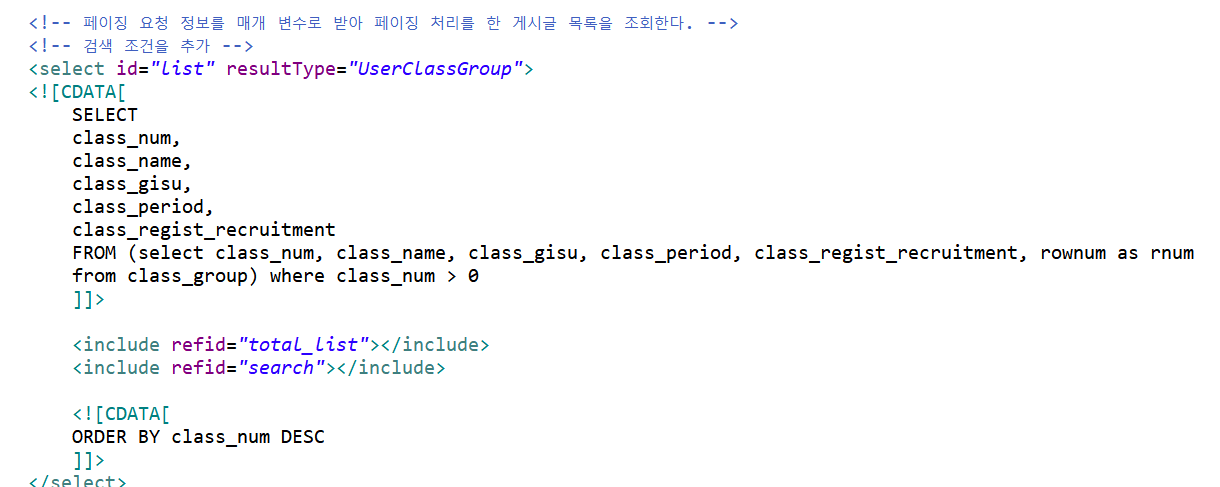 <!-- 페이징 요청 정보를 매개 변수로 받아 페이징 처리를 한 게시글 목록을 조회한다. -->
<!-- 검색 조건을 추가 -->
<select id="list" resultType="UserClassGroup">
<![CDATA[
SELECT
class_num,
class_name,
class_gisu,
class_period,
class_regist_recruitment
FROM (select class_num, class_name, class_gisu, class_period, class_regist_recruitment, rownum as rnum
from class_group) where class_num > 0
]]>
<include refid="total_list"></include>
<include refid="search"></include>
<![CDATA[
ORDER BY class_num DESC
]]>
</select>